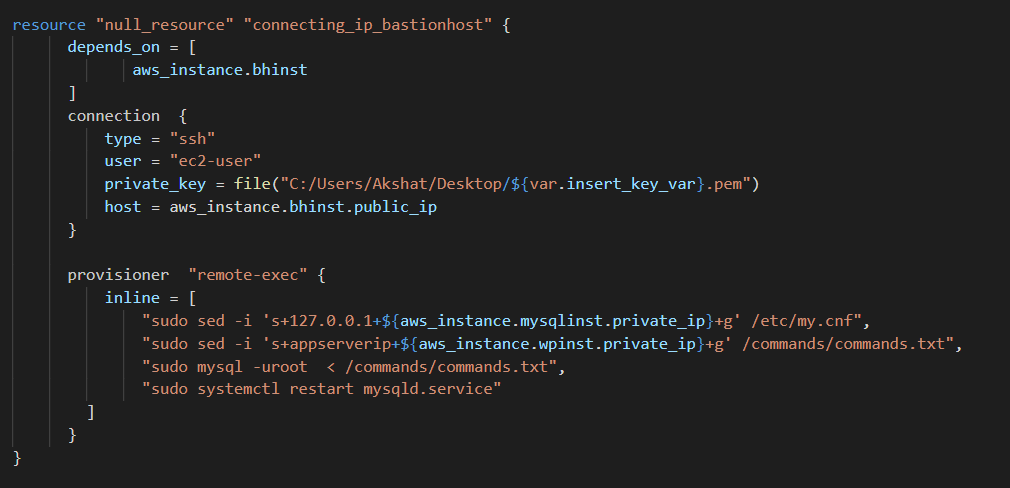 resource "null_resource" "connecting_ip_bastionhost" {
depends_on = [
aws_instance.bhinst
]
connection  {
type = "ssh"
user = "ec2-user"
private_key = file("C:/Users/Akshat/Desktop/${var.insert_key_var}.pem")
host = aws_instance.bhinst.public_ip
}
provisioner  "remote-exec" {
inline = [
"sudo sed -i 's+127.0.0.1+${aws_instance.mysqlinst.private_ip}+g' /etc/my.cnf",
"sudo sed -i 's+appserverip+${aws_instance.wpinst.private_ip}+g' /commands/commands.txt",
"sudo mysql -uroot  < /commands/commands.txt",
"sudo systemctl restart mysqld.service"
]
}
}